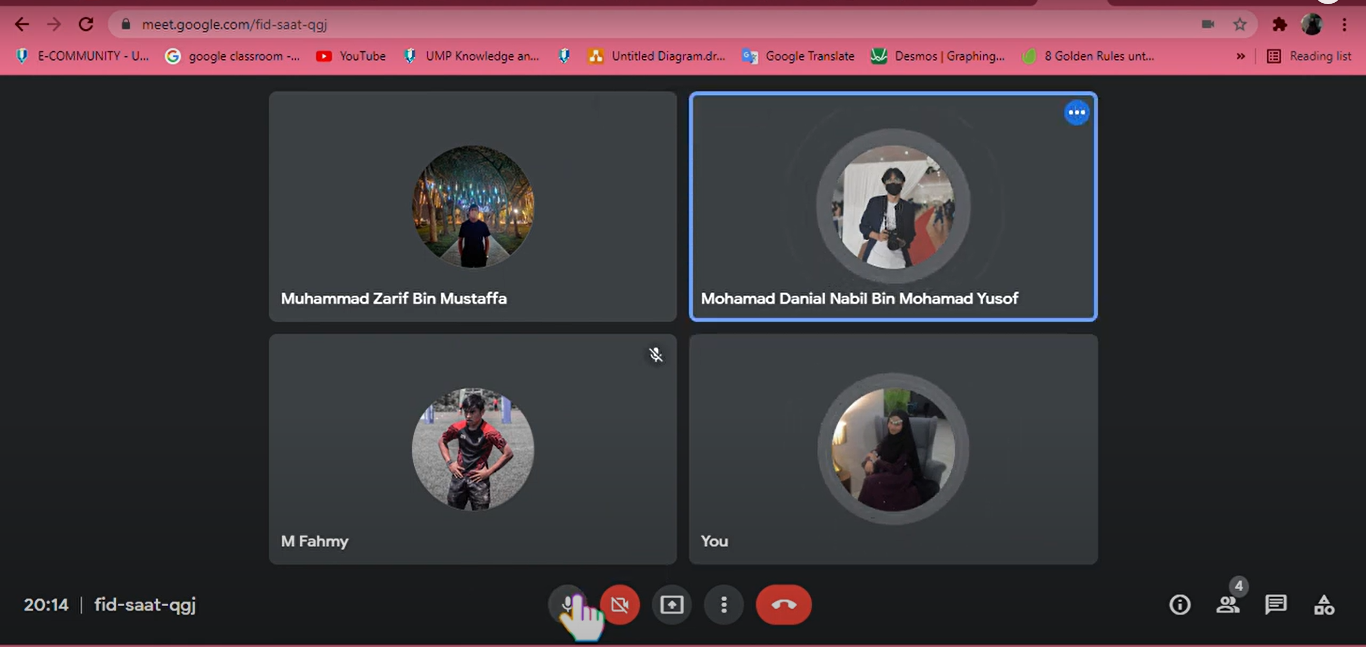 meet.google.com/fid-saat-qgj
E-COMMUNITY - U... google classroom -... YouTube UMP Knowledge an... Untitled Diagram.dr... Google Translate Desmos | Graphing... 8 Golden Rules unt... » Reading list
Muhammad Zarif Bin Mustaffa
Mohamad Danial Nabil Bin Mohamad Yusof
M Fahmy
You
20:14 | fid-saat-qgj
4